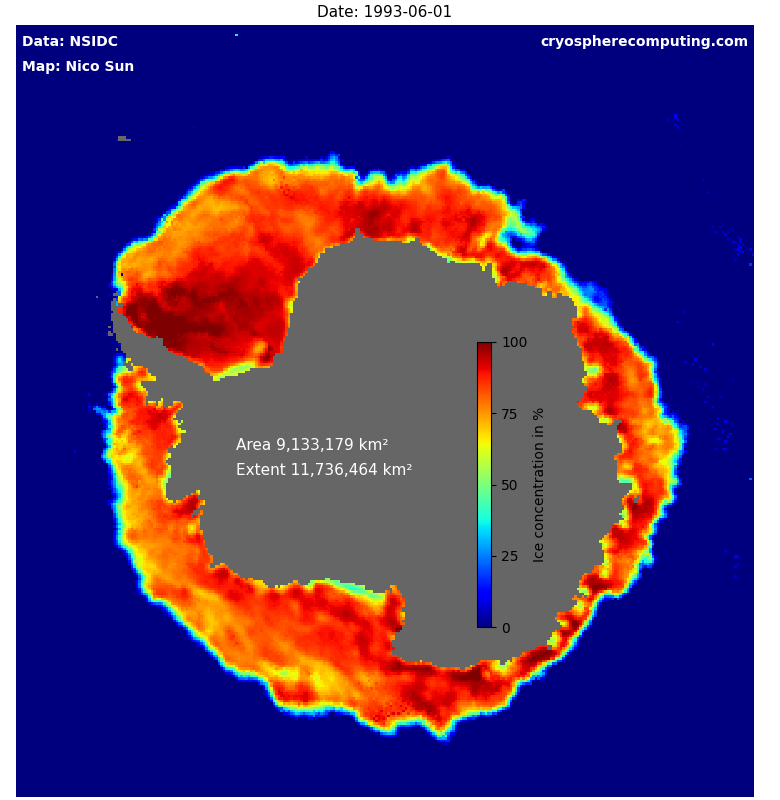 Date: 1993-06-01
Data: NSIDC
cryospherecomputing.com
Map: Nico Sun
100
75
50
25
0
Ice concentration in %
Area 9,133,179 km²
Extent 11,736,464 km²